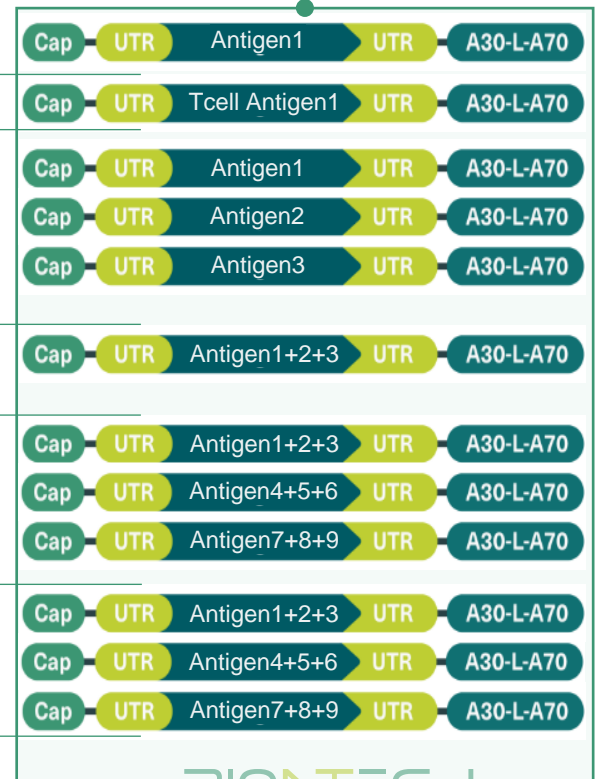 Cap UTR Antigen1 UTR A30-L-A70
Cap UTR Tcell Antigen1 UTR A30-L-A70
Cap UTR Antigen1 UTR A30-L-A70
Cap UTR Antigen2 UTR A30-L-A70
Cap UTR Antigen3 UTR A30-L-A70
Cap UTR Antigen1+2+3 UTR A30-L-A70
Cap UTR Antigen1+2+3 UTR A30-L-A70
Cap UTR Antigen4+5+6 UTR A30-L-A70
Cap UTR Antigen7+8+9 UTR A30-L-A70
Cap UTR Antigen1+2+3 UTR A30-L-A70
Cap UTR Antigen4+5+6 UTR A30-L-A70
Cap UTR Antigen7+8+9 UTR A30-L-A70